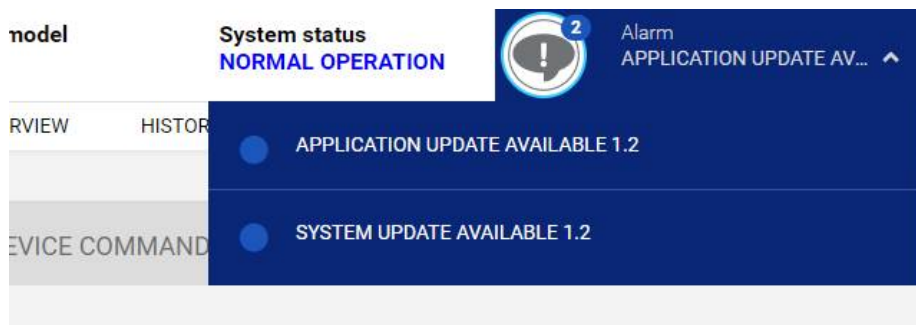 model
System status
NORMAL OPERATION
2
Alarm
APPLICATION UPDATE AV...
RVIEW
HISTOR
APPLICATION UPDATE AVAILABLE 1.2
EVICE COMMAND
SYSTEM UPDATE AVAILABLE 1.2